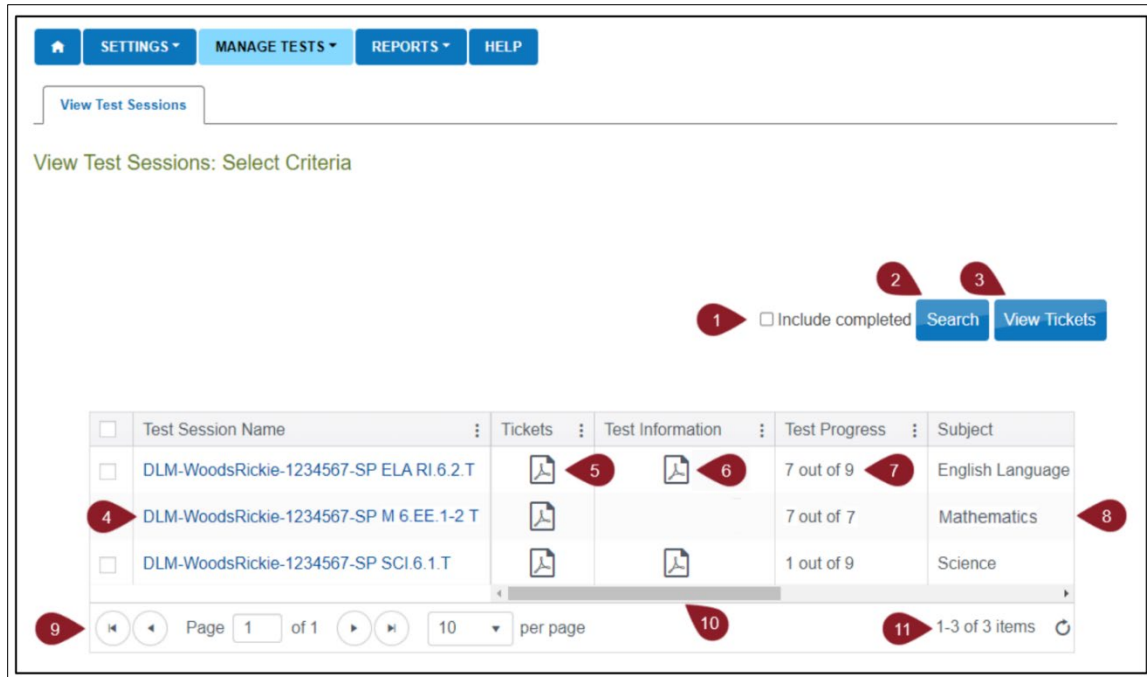 SETTINGS MANAGE TESTS REPORTS HELP
View Test Sessions
View Test Sessions: Select Criteria
2 3
1 Include completed Search View Tickets
Test Session Name Tickets Test Information Test Progress Subject
DLM-WoodsRickie-1234567-SP ELA RI.6.2.T 5 6 7 out of 9 7 English Language
4 DLM-WoodsRickie-1234567-SP M 6.EE.1-2 T 7 out of 7 Mathematics 8
DLM-WoodsRickie-1234567-SP SCI.6.1.T 1 out of 9 Science
9 Page 1 of 1 10 per page 10 11 1-3 of 3 items